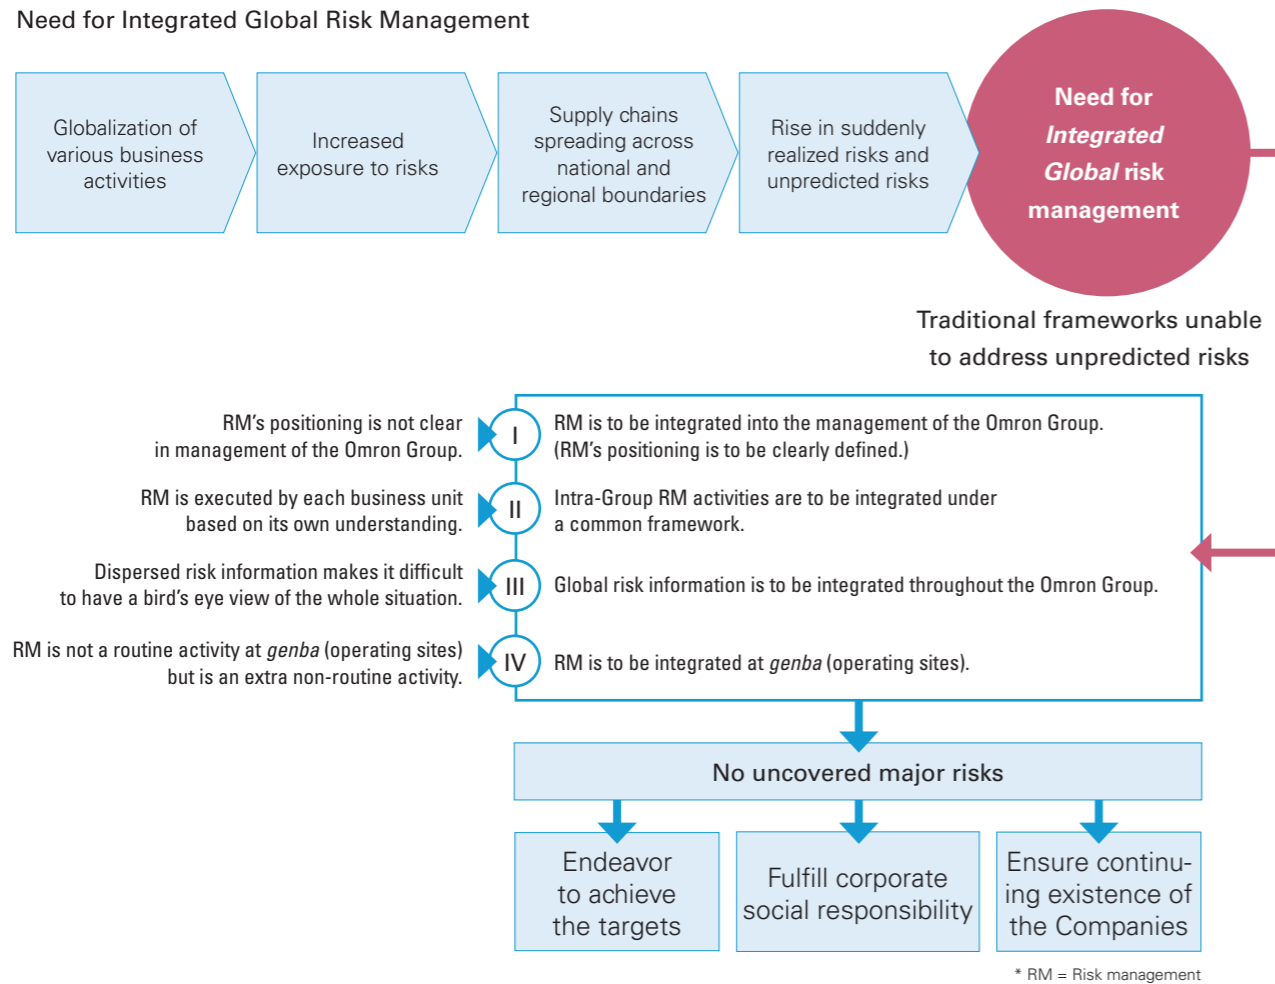 Need for Integrated Global Risk Management
Globalization of
various business
activities
Increased
exposure to risks
Supply chains
spreading across
national and
regional boundaries
Rise in suddenly
realized risks and
unpredicted risks
Need for
Integrated
Global risk
management
Traditional frameworks unable
to address unpredicted risks
RM’s positioning is not clear
in management of the Omron Group.
I
RM is to be integrated into the management of the Omron Group.
(RM’s positioning is to be clearly defined.)
RM is executed by each business unit
based on its own understanding.
II
Intra-Group RM activities are to be integrated under
a common framework.
Dispersed risk information makes it difficult
to have a bird’s eye view of the whole situation.
III
Global risk information is to be integrated throughout the Omron Group.
RM is not a routine activity at genba (operating sites)
but is an extra non-routine activity.
IV
RM is to be integrated at genba (operating sites).
No uncovered major risks
Endeavor
to achieve
the targets
Fulfill corporate
social responsibility
Ensure continu-
ing existence of
the Companies
* RM = Risk management